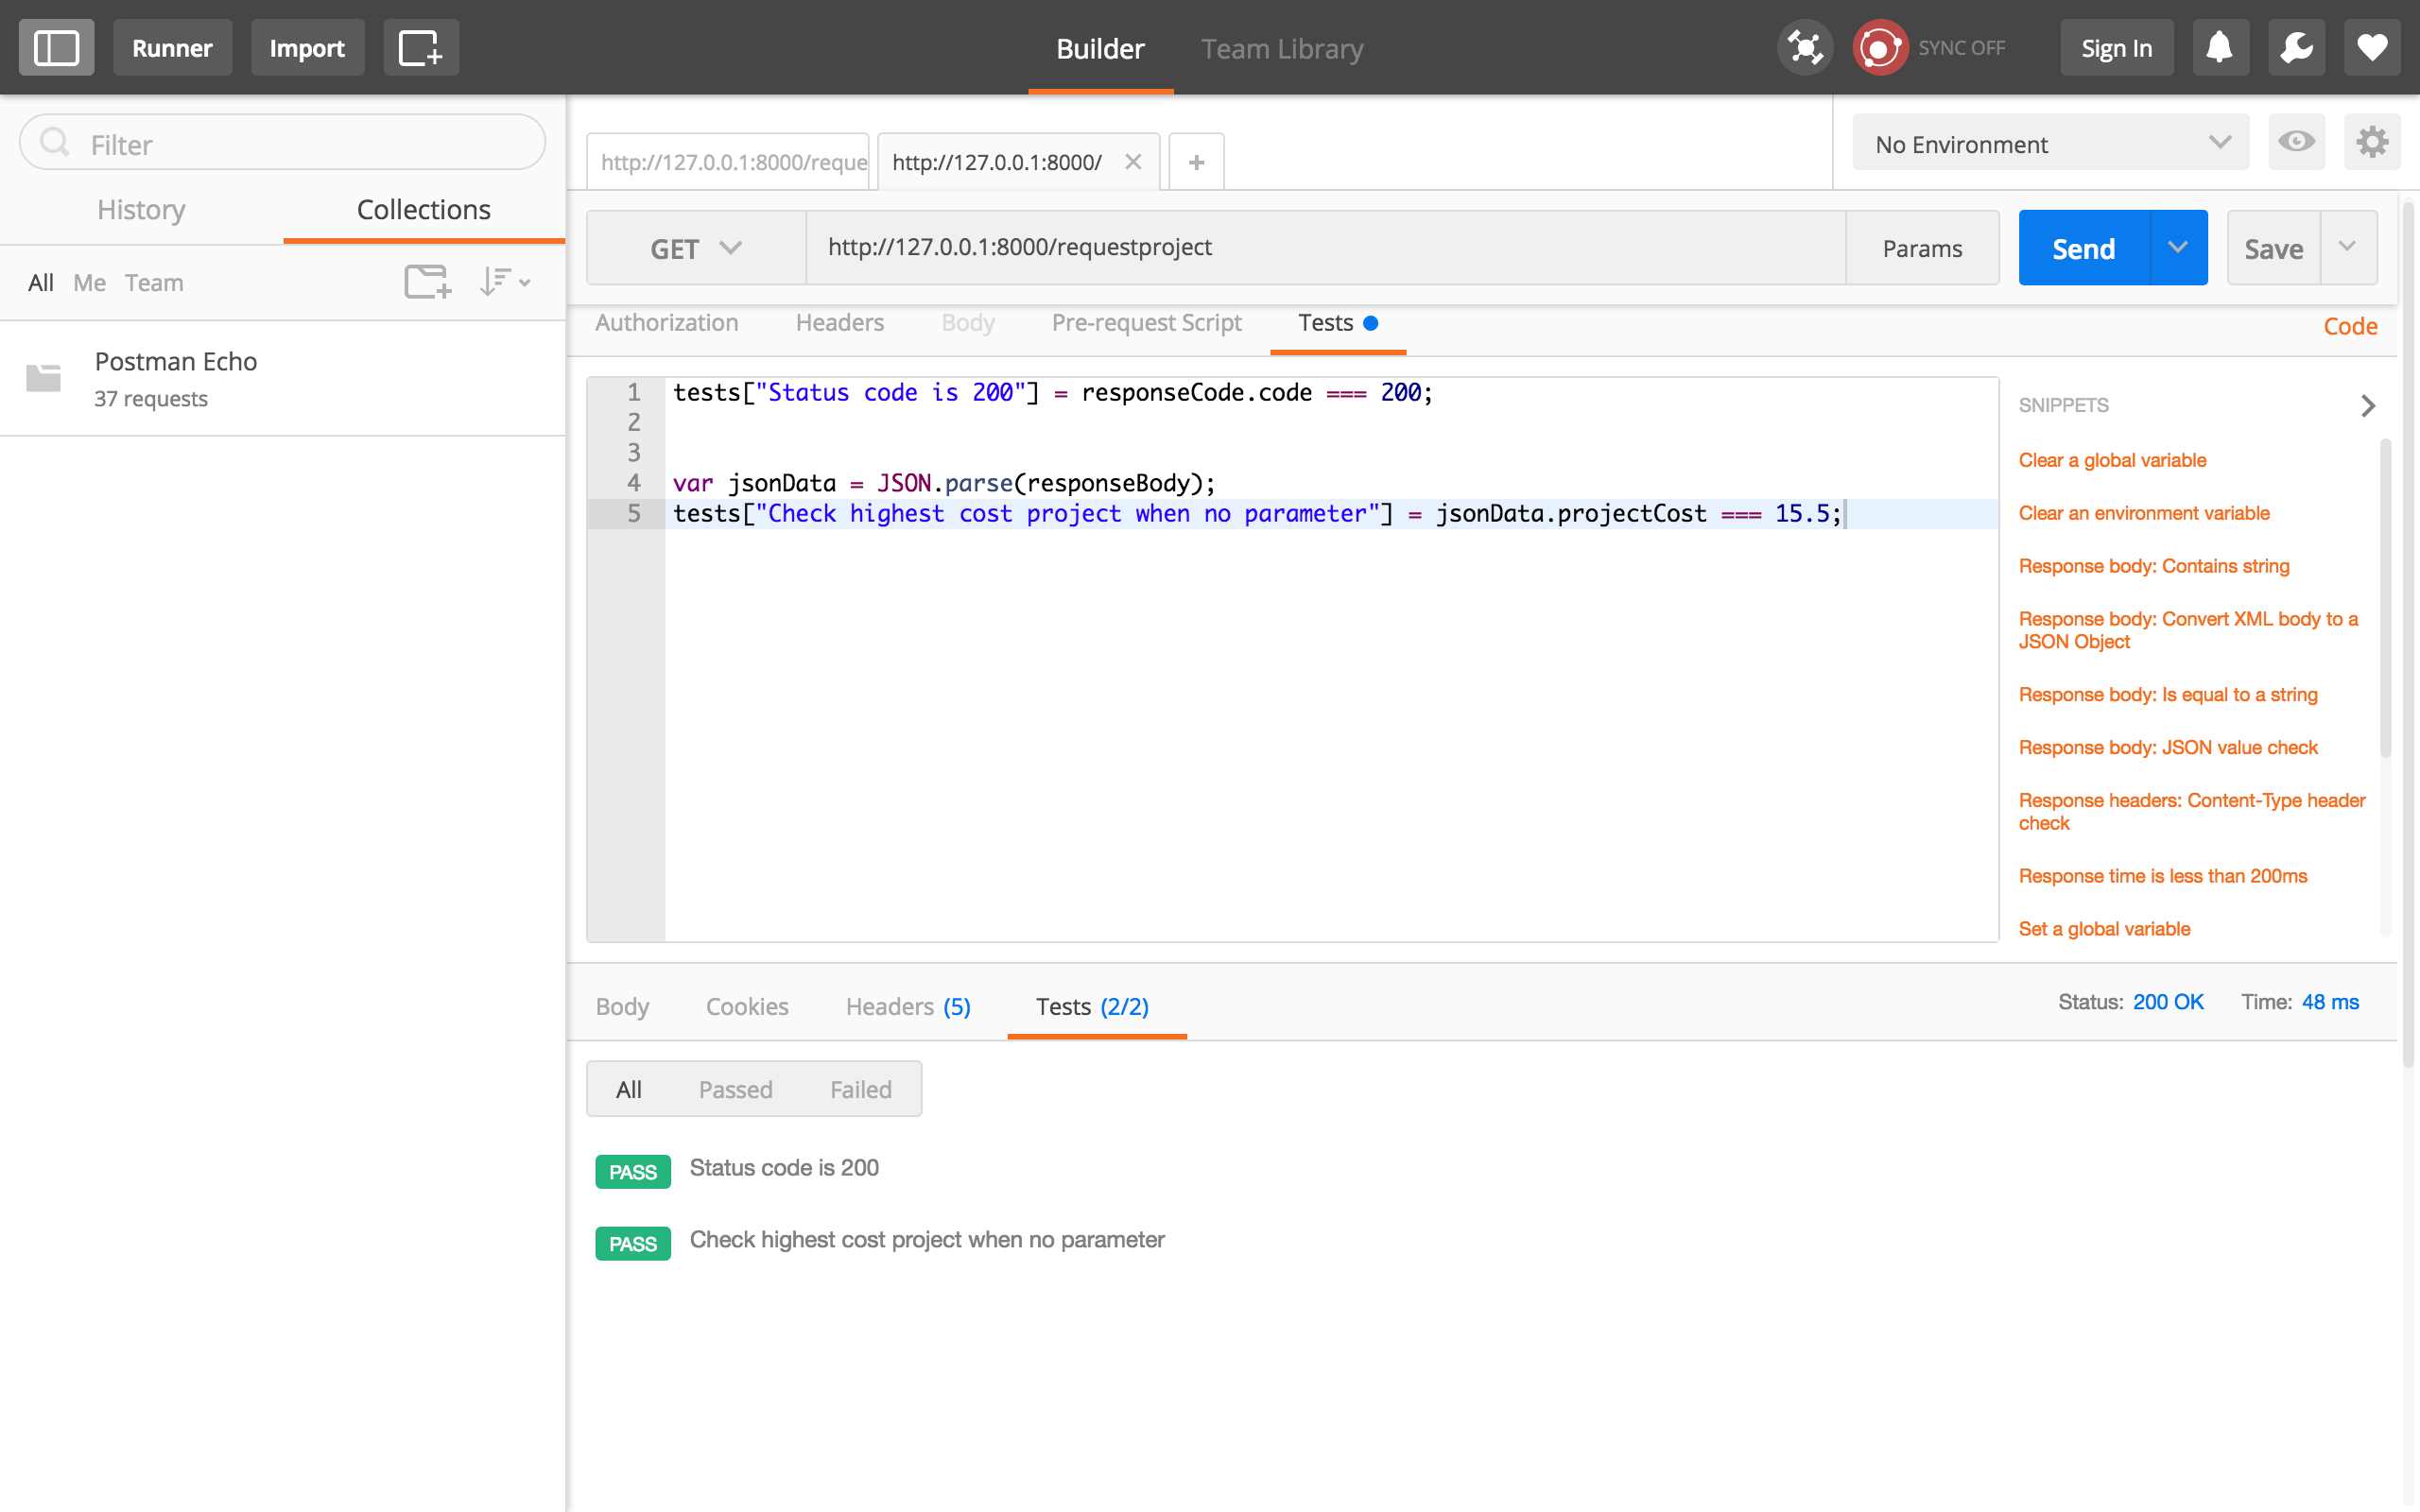 Runner
Import
Builder
Team Library
SYNC OFF
Sign In
Filter
History
Collections
All Me Team
Postman Echo
37 requests
http://127.0.0.1:8000/reque
http://127.0.0.1:8000/
No Environment
GET
http://127.0.0.1:8000/requestproject
Params
Send
Save
Authorization
Headers
Body
Pre-request Script
Tests
Code
1 tests["Status code is 200"] = responseCode.code === 200;
2
3
4 var jsonData = JSON.parse(responseBody);
5 tests["Check highest cost project when no parameter"] = jsonData.projectCost === 15.5;
SNIPPETS
Clear a global variable
Clear an environment variable
Response body: Contains string
Response body: Convert XML body to a
JSON Object
Response body: Is equal to a string
Response body: JSON value check
Response headers: Content-Type header
check
Response time is less than 200ms
Set a global variable
Body
Cookies
Headers (5)
Tests (2/2)
Status: 200 OK
Time: 48 ms
All
Passed
Failed
PASS Status code is 200
PASS Check highest cost project when no parameter